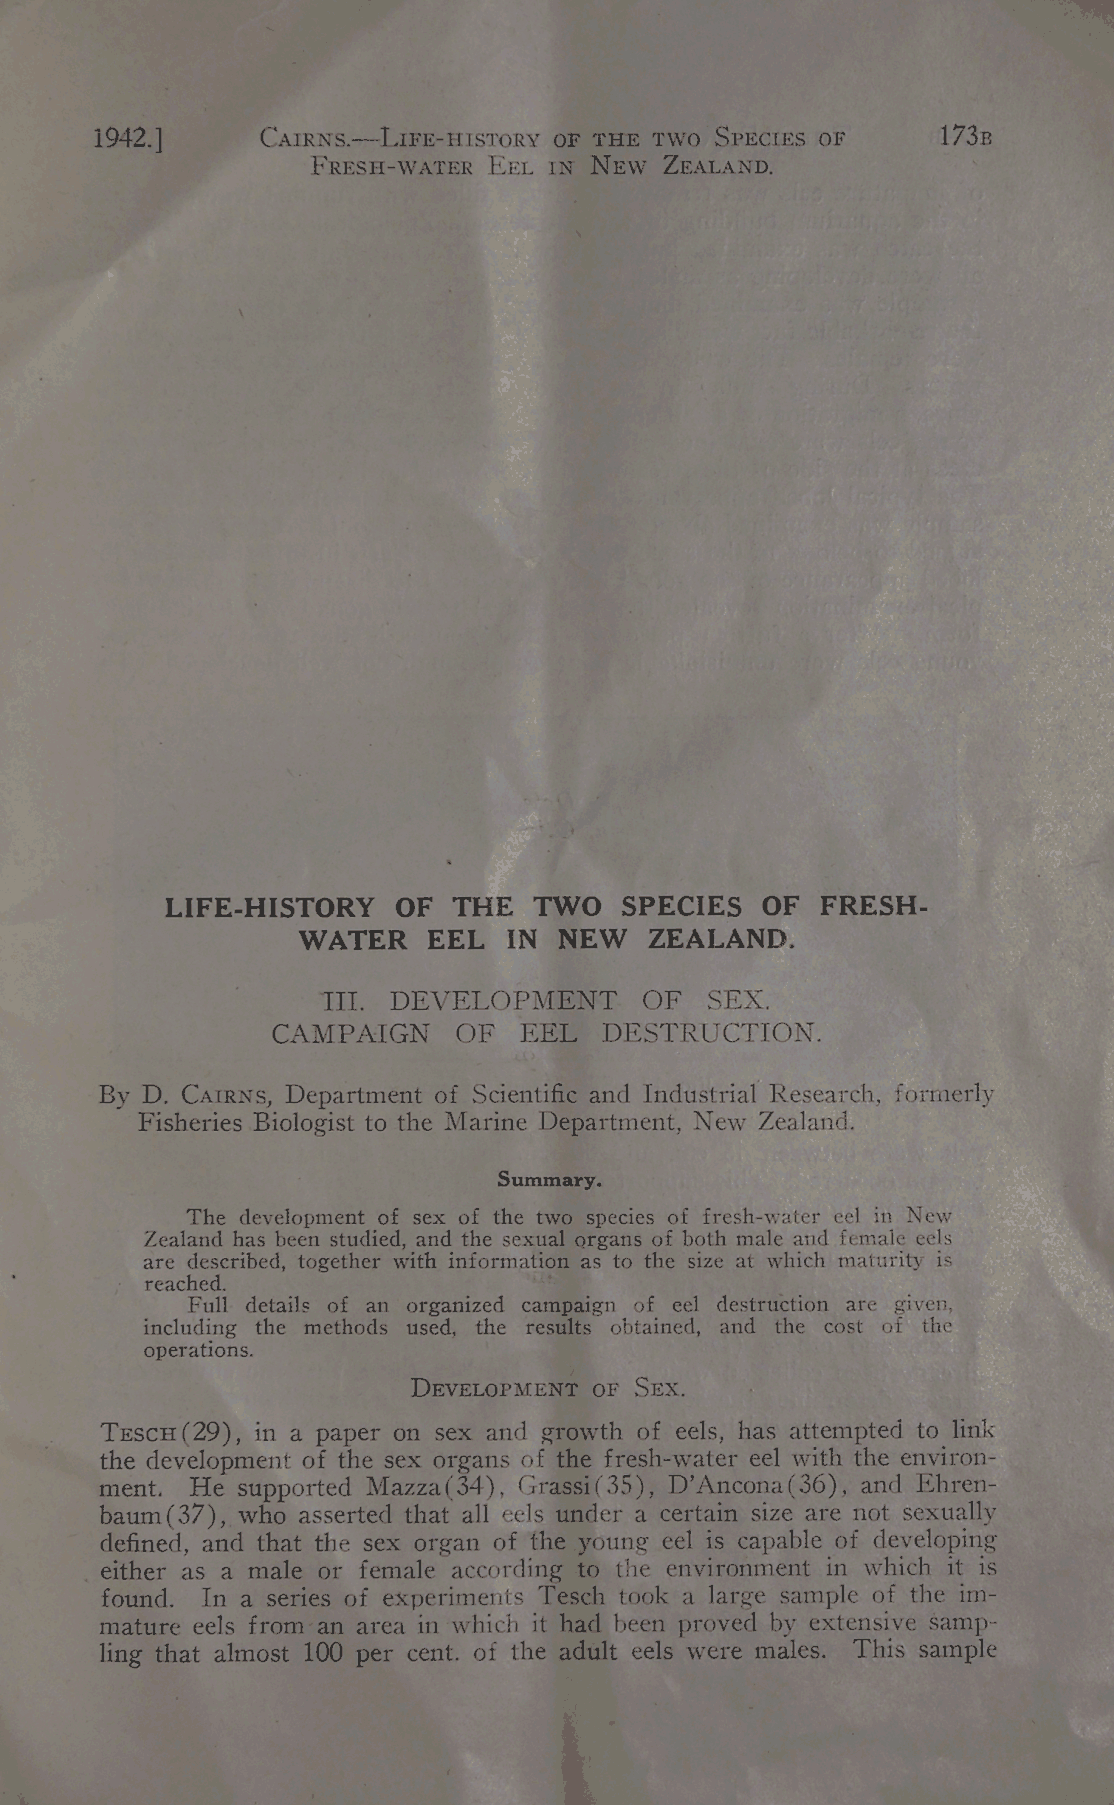 1942.] CAIRNS.—LIFE-HISTORY OF THE TWO SPECIES OF 173B
FRESH-WATER EEL IN NEW ZEALAND.
LIFE-HISTORY OF THE TWO SPECIES OF FRESH-
WATER EEL IN NEW ZEALAND.
III. DEVELOPMENT OF SEX.
CAMPAIGN OF EEL DESTRUCTION.
By D. CAIRNS, Department of Scientific and Industrial Research, formerly
Fisheries Biologist to the Marine Department, New Zealand.
Summary.
The development of sex of the two species of fresh-water eel in New
Zealand has been studied, and the sexual organs of both male and female eels
are described, together with information as to the size at which maturity is
reached.
Full details of an organized campaign of eel destruction are given,
including the methods used, the results obtained, and the cost of the
operations.
DEVELOPMENT OF SEX.
TESCH(29), in a paper on sex and growth of eels, has attempted to link
the development of the sex organs of the fresh-water eel with the environ-
ment. He supported Mazza(34), Grassi(35), D'Ancona(36), and Ehren-
baum(37), who asserted that all eels under a certain size are not sexually
defined, and that the sex organ of the young eel is capable of developing
either as a male or female according to the environment in which it is
found. In a series of experiments Tesch took a large sample of the im-
mature eels from an area in which it had been proved by extensive samp-
ling that almost 100 per cent. of the adult eels were males. This sample